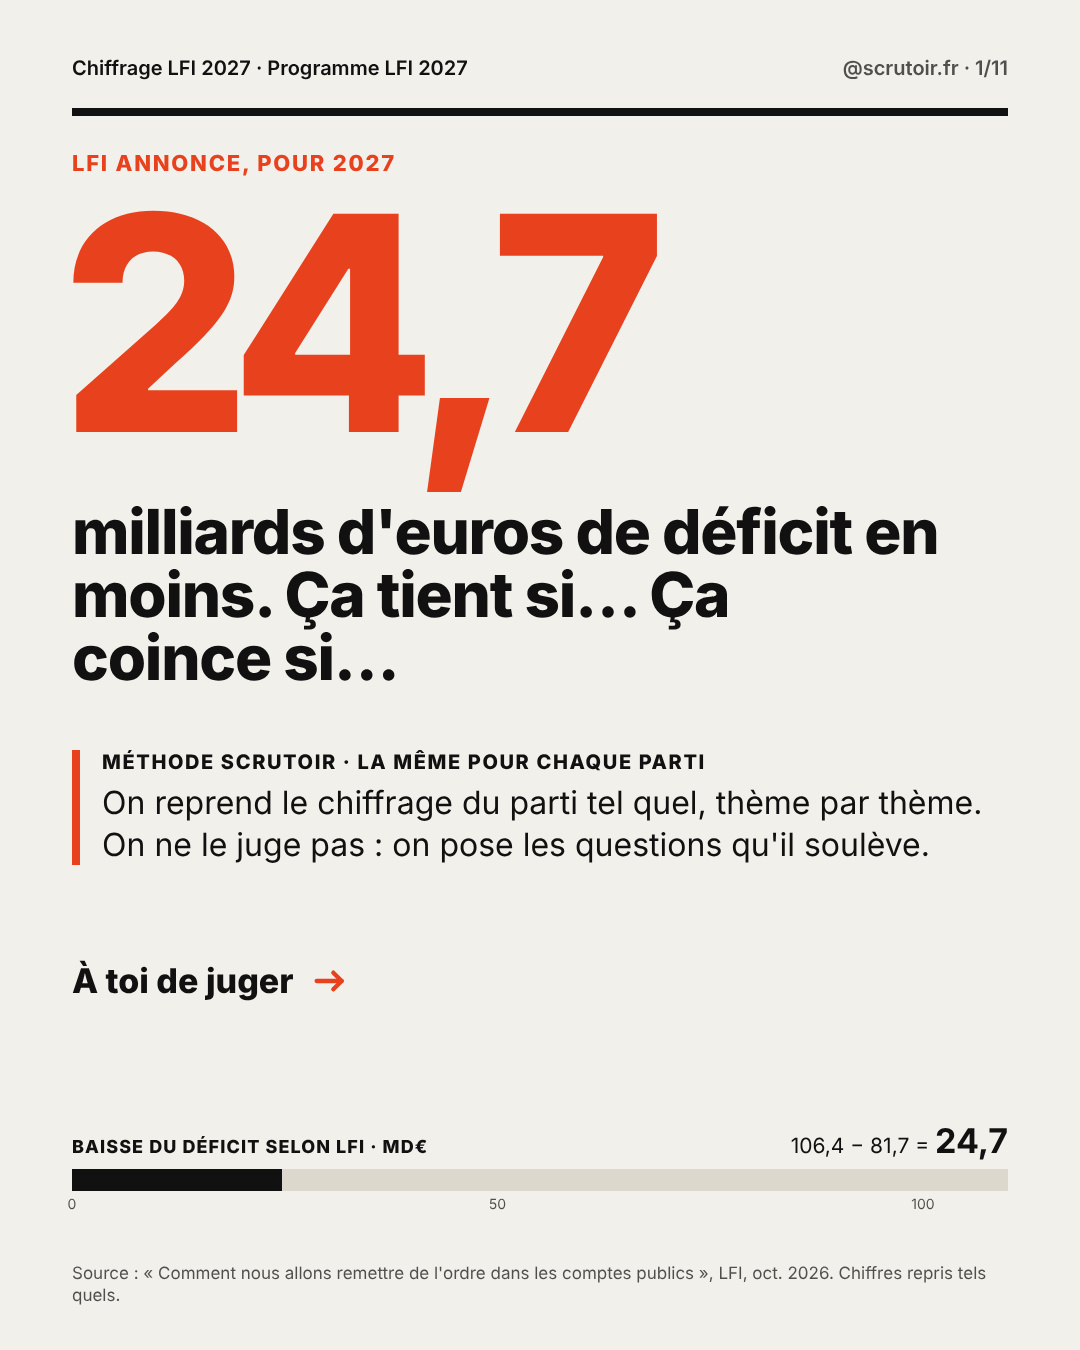 Chiffrage LFI 2027 · Programme LFI 2027
@scrutoir.fr · 1/11
LFI ANNONCE, POUR 2027
24,7
milliards d'euros de déficit en
moins. Ça tient si… Ça
coince si…
MÉTHODE SCRUTOIR · LA MÊME POUR CHAQUE PARTI
On reprend le chiffrage du parti tel quel, thème par thème.
On ne le juge pas : on pose les questions qu'il soulève.
À toi de juger →
BAISSE DU DÉFICIT SELON LFI · MD€
106,4 − 81,7 = 24,7
0 50 100
Source : « Comment nous allons remettre de l'ordre dans les comptes publics », LFI, oct. 2026. Chiffres repris tels
quels.